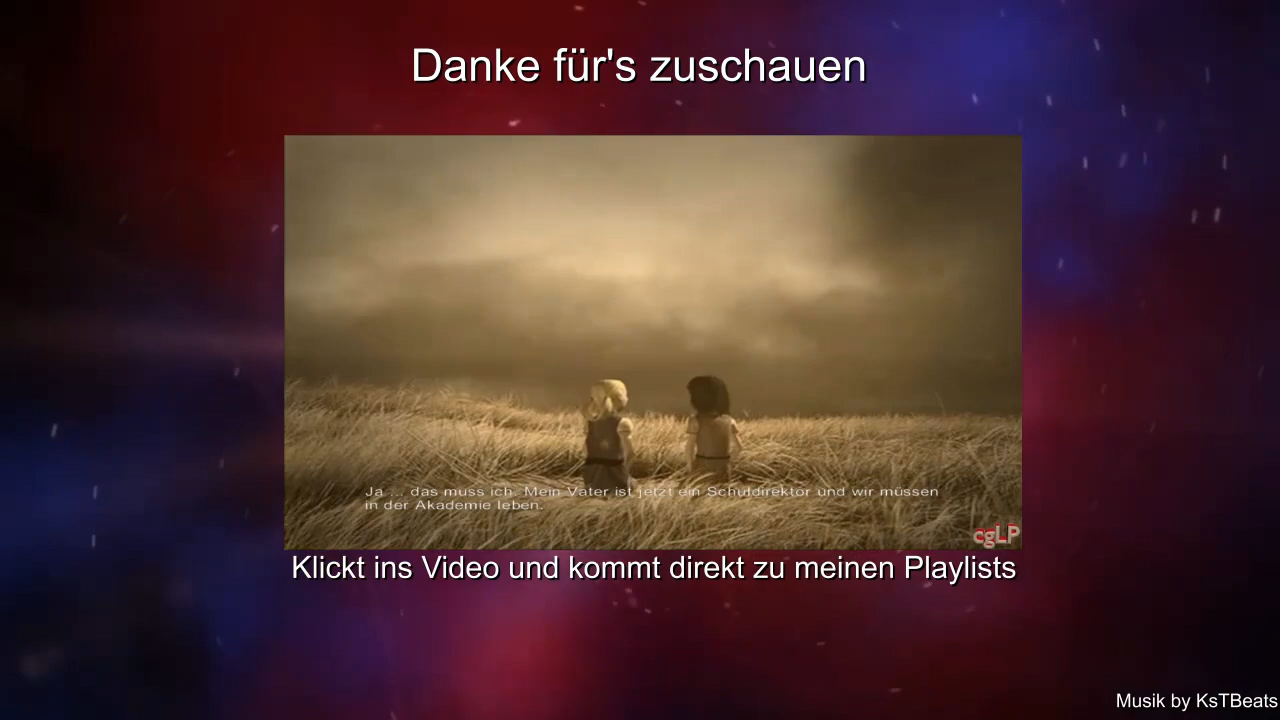 Danke für's zuschauen
Ja ... das muss ich. Mein Vater ist jetzt ein Schuldirektor und wir müssen
in der Akademie leben.
cgLP
Klickt ins Video und kommt direkt zu meinen Playlists
Musik by KsTBeats